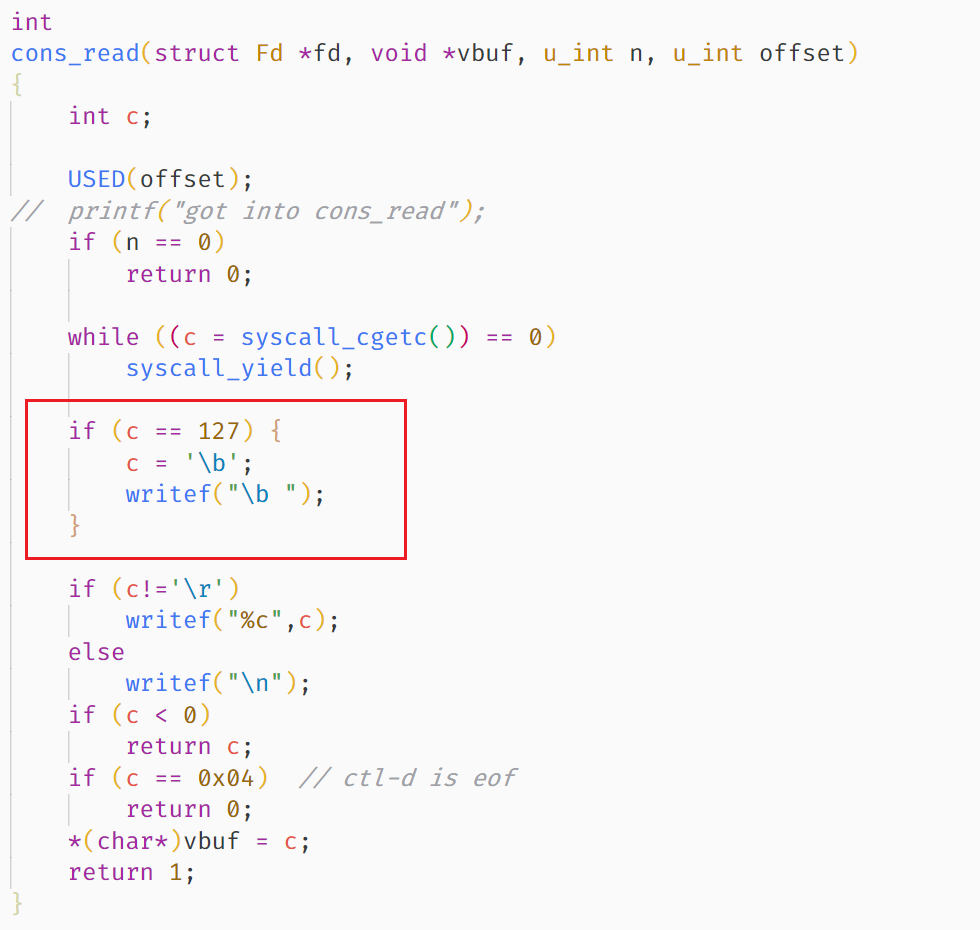 int
cons_read(struct Fd *fd, void *vbuf, u_int n, u_int offset)
{
    int c;

    USED(offset);
//  printf("got into cons_read");
    if (n == 0)
        return 0;

    while ((c = syscall_cgetc()) == 0)
        syscall_yield();

    if (c == 127) {
        c = '\b';
        writef("\b ");
    }

    if (c!='\r')
        writef("%c",c);
    else
        writef("\n");
    if (c < 0)
        return c;
    if (c == 0x04)  // ctl-d is eof
        return 0;
    *(char*)vbuf = c;
    return 1;
}